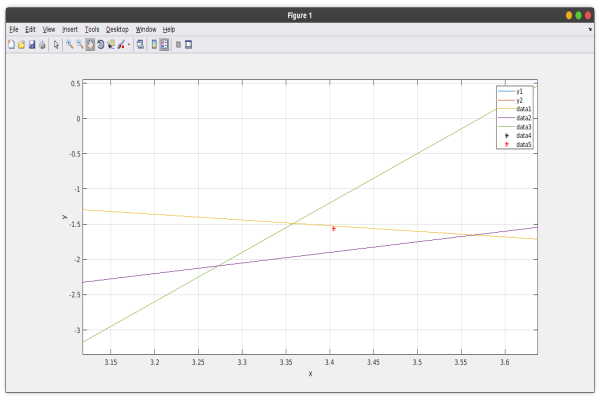 Figure 1
File Edit View Insert Tools Desktop Window Help
0.5
0
-0.5
-1
-1.5
-2
-2.5
-3
y
3.15 3.2 3.25 3.3 3.35 3.4 3.45 3.5 3.55 3.6
x
y1
y2
data1
data2
data3
data4
data5